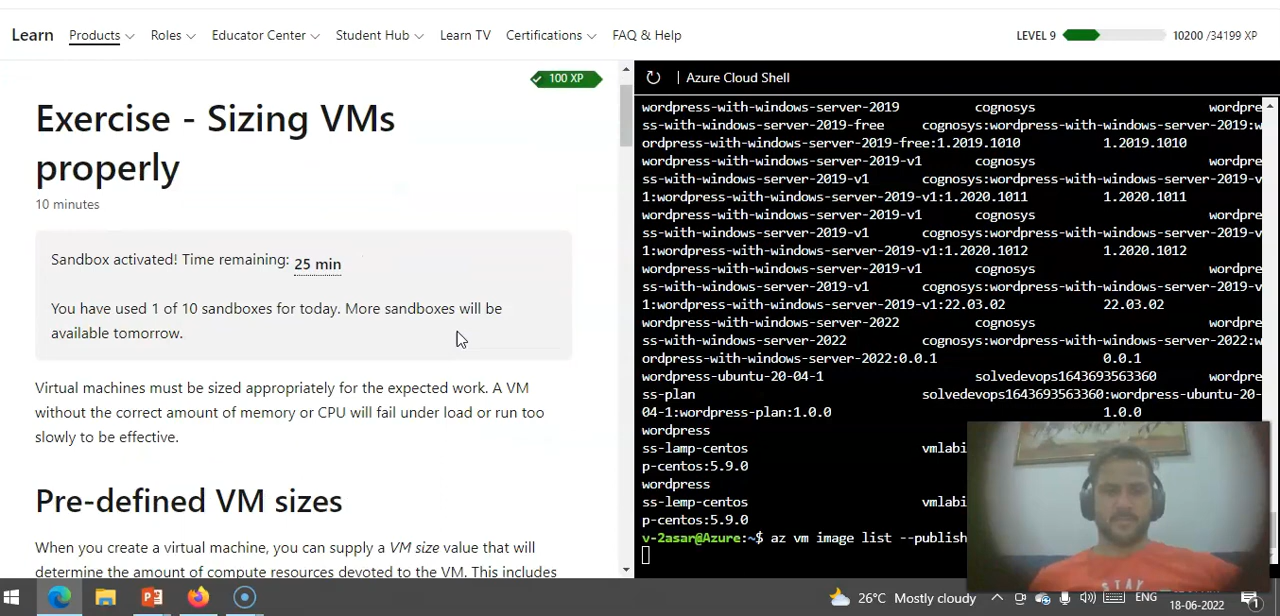 Learn Products Roles Educator Center Student Hub Learn TV Certifications FAQ & Help LEVEL 9 10200 /34199 XP
100 XP
Exercise - Sizing VMs
properly
10 minutes
Sandbox activated! Time remaining: 25 min
You have used 1 of 10 sandboxes for today. More sandboxes will be
available tomorrow.
Virtual machines must be sized appropriately for the expected work. A VM
without the correct amount of memory or CPU will fail under load or run too
slowly to be effective.
Pre-defined VM sizes
When you create a virtual machine, you can supply a VM size value that will
determine the amount of compute resources devoted to the VM. This includes
Azure Cloud Shell
wordpress-with-windows-server-2019 cognosys wordpre
ss-with-windows-server-2019-free cognosys:wordpress-with-windows-server-2019:w
ordpress-with-windows-server-2019-free:1.2019.1010 1.2019.1010
wordpress-with-windows-server-2019-v1 cognosys wordpre
ss-with-windows-server-2019-v1 cognosys:wordpress-with-windows-server-2019-v
1:wordpress-with-windows-server-2019-v1:1.2020.1011 1.2020.1011
wordpress-with-windows-server-2019-v1 cognosys wordpre
ss-with-windows-server-2019-v1 cognosys:wordpress-with-windows-server-2019-v
1:wordpress-with-windows-server-2019-v1:1.2020.1012 1.2020.1012
wordpress-with-windows-server-2019-v1 cognosys wordpre
ss-with-windows-server-2019-v1 cognosys:wordpress-with-windows-server-2019-v
1:wordpress-with-windows-server-2019-v1:22.03.02 22.03.02
wordpress-with-windows-server-2022 cognosys wordpre
ss-with-windows-server-2022 cognosys:wordpress-with-windows-server-2022:w
ordpress-with-windows-server-2022:0.0.1 0.0.1
wordpress-ubuntu-20-04-1 solvedevops1643693563360 wordpre
ss-plan solvedevops1643693563360:wordpress-ubuntu-20-
04-1:wordpress-plan:1.0.0 1.0.0
wordpress
ss-lamp-centos vmlabi
p-centos:5.9.0
wordpress
ss-lemp-centos vmlabi
p-centos:5.9.0
v-2asar@Azure:~$ az vm image list --publish
STAY
26°C Mostly cloudy ENG
18-06-2022
1